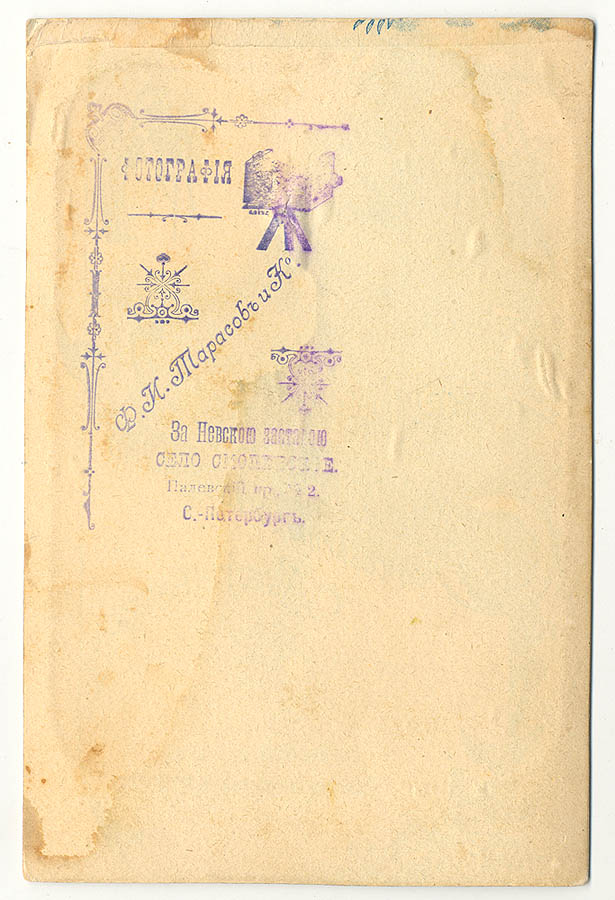 ФОТОГРАФІЯ
Ф. И. Тарасовъ и Ко.
За Невскою заставою
СЕЛО СМОЛЕНСКОЕ.
Палевскій пр., № 2.
С.-Петербургъ.